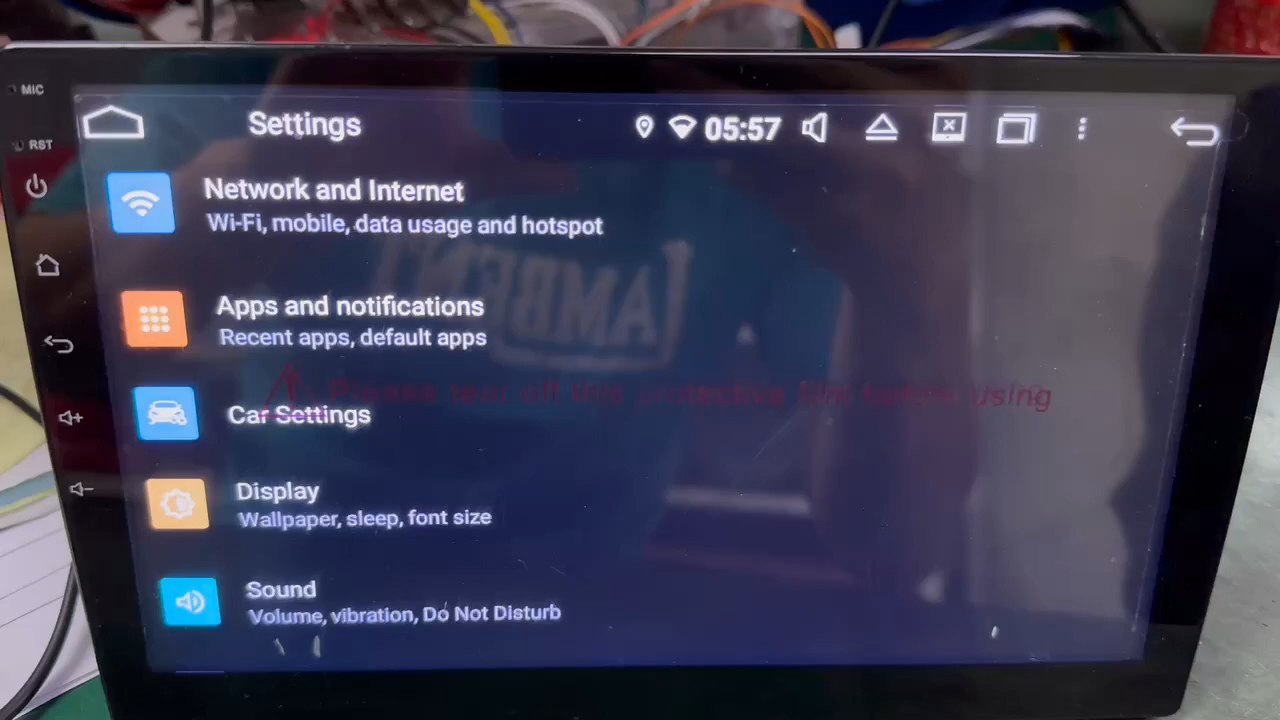 MIC
RST
Settings
05:57
Network and Internet
Wi-Fi, mobile, data usage and hotspot
Apps and notifications
Recent apps, default apps
Please tear off this protective film before using
Car Settings
Display
Wallpaper, sleep, font size
Sound
Volume, vibration, Do Not Disturb